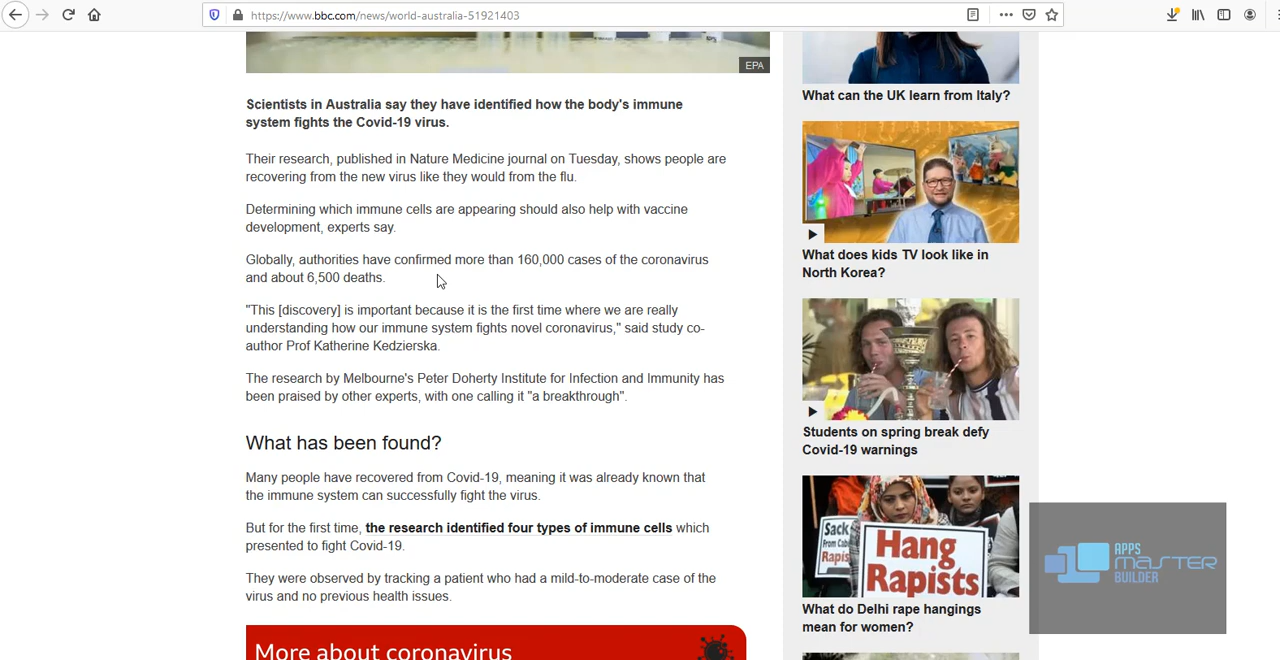 https://www.bbc.com/news/world-australia-51921403
EPA
Scientists in Australia say they have identified how the body's immune
system fights the Covid-19 virus.
Their research, published in Nature Medicine journal on Tuesday, shows people are
recovering from the new virus like they would from the flu.
Determining which immune cells are appearing should also help with vaccine
development, experts say.
Globally, authorities have confirmed more than 160,000 cases of the coronavirus
and about 6,500 deaths.
"This [discovery] is important because it is the first time where we are really
understanding how our immune system fights novel coronavirus," said study co-
author Prof Katherine Kedzierska.
The research by Melbourne's Peter Doherty Institute for Infection and Immunity has
been praised by other experts, with one calling it "a breakthrough".
What has been found?
Many people have recovered from Covid-19, meaning it was already known that
the immune system can successfully fight the virus.
But for the first time, the research identified four types of immune cells which
presented to fight Covid-19.
They were observed by tracking a patient who had a mild-to-moderate case of the
virus and no previous health issues.
More about coronavirus
What can the UK learn from Italy?
What does kids TV look like in
North Korea?
Students on spring break defy
Covid-19 warnings
Sack
Rapis
Hang
Rapists
What do Delhi rape hangings
mean for women?
APPS
MASTER
BUILDER